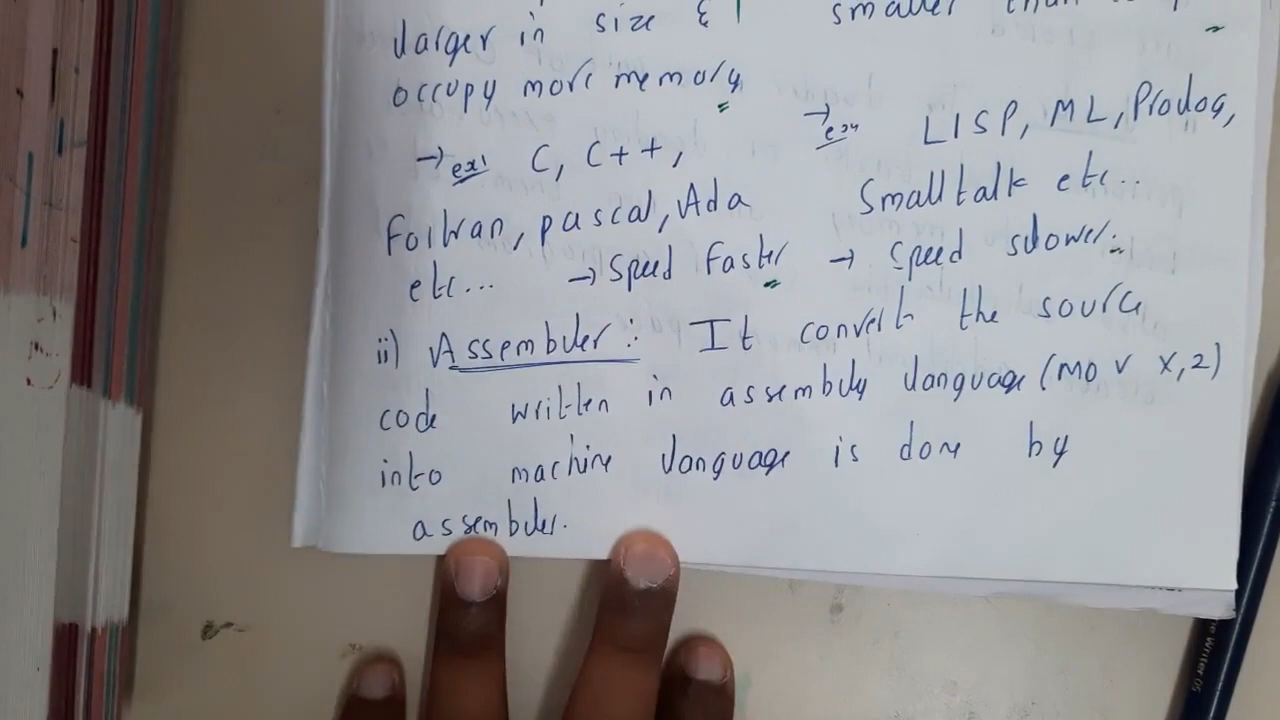 larger in size &
smaller than
occupy more memory
→ ex: C, C++,
Fortran, pascal, Ada
etc... → Speed Faster
→ ex: LISP, ML, Prolog,
Smalltalk etc...
→ Speed slower.
ii) Assembler: It convert the source
code written in assembly language (mov x,2)
into machine language is done by
assembler.